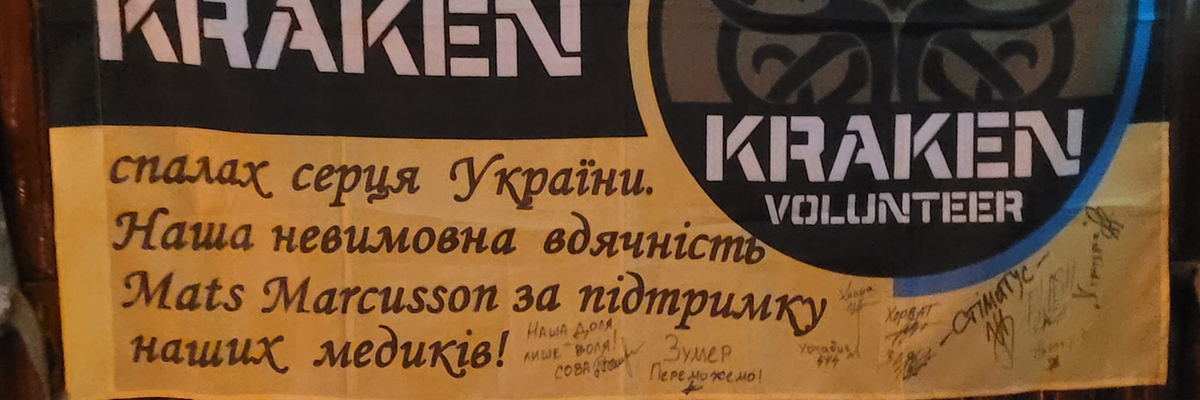 KRAKEN
KRAKEN
VOLUNTEER
спалах серця України.
Наша невимовна вдячність
Mats Marcusson за підтримку
наших медиків!
НАША ДОЛЯ
ЛИШЕ ВОЛЯ!
СОВА
Зумер
Переможемо!
Хорват
СТІМАТУС